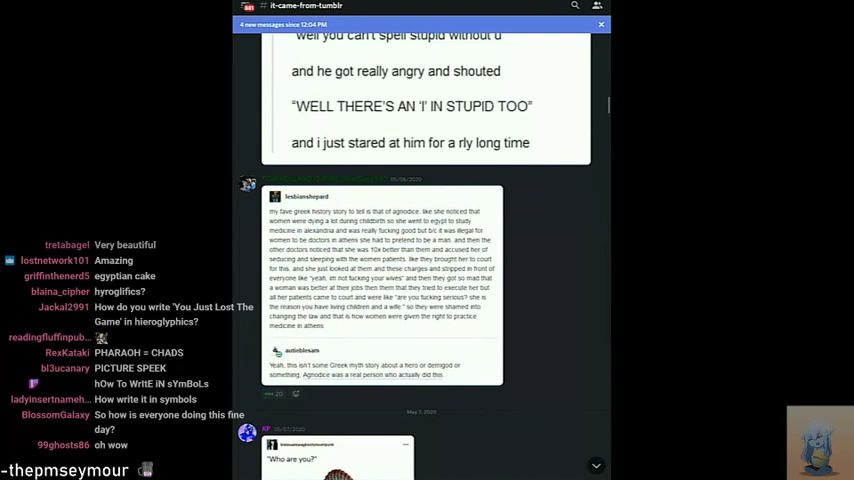 841
# it-came-from-tumblr
4 new messages since 12:04 PM
well you can't spell stupid without u
and he got really angry and shouted
"WELL THERE'S AN 'I' IN STUPID TOO"
and i just stared at him for a rly long time
05/06/2020
lesbianshepard
my fave greek history story to tell is that of agnodice. like she noticed that
women were dying a lot during childbirth so she went to egypt to study
medicine in alexandria and was really fucking good but b/c it was illegal for
women to be doctors in athens she had to pretend to be a man. and then the
other doctors noticed that she was 10x better than them and accused her of
seducing and sleeping with the women patients. like they brought her to court
for this. and she just looked at them and these charges and stripped in front of
everyone like "yeah. im not fucking your wives" and then they got so mad that
a woman was better at their jobs then them that they tried to execute her but
all her patients came to court and were like "are you fucking serious? she is
the reason you have living children and a wife." so they were shamed into
changing the law and that is how women were given the right to practice
medicine in athens
autieblesam
Yeah, this isn't some Greek myth story about a hero or demigod or
something. Agnodice was a real person who actually did this.
20
May 7, 2020
KP 05/07/2020
"Who are you?"
tretabagel Very beautiful
lostnetwork101 Amazing
griffinthenerd5 egyptian cake
blaina_cipher hyroglifics?
Jackal2991 How do you write 'You Just Lost The
Game' in hieroglyphics?
readingfluffinpub...
RexKataki PHARAOH = CHADS
bl3ucanary PICTURE SPEEK
hOw To WrItE iN sYmBoLs
ladyinsertnameh... How write it in symbols
BlossomGalaxy So how is everyone doing this fine
day?
99ghosts86 oh wow
-thepmseymour